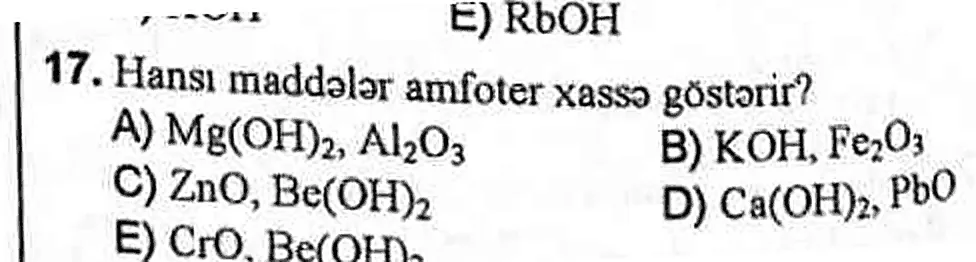 E) RbOH
17. Hansı maddələr amfoter xassə göstərir?
A) Mg(OH)₂, Al₂O₃ B) KOH, Fe₂O₃
C) ZnO, Be(OH)₂ D) Ca(OH)₂, PbO
E) CrO, Be(OH)₂